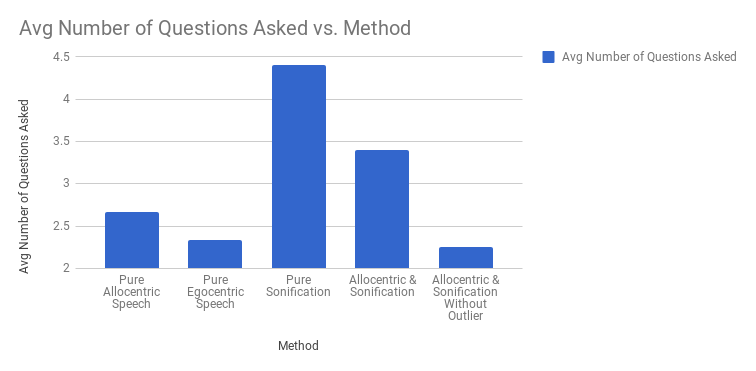 Avg Number of Questions Asked vs. Method
Avg Number of Questions Asked
Avg Number of Questions Asked
4.5
4
3.5
3
2.5
2
Pure
Allocentric
Speech
Pure
Egocentric
Speech
Pure
Sonification
Allocentric &
Sonification
Allocentric &
Sonification
Without
Outlier
Method